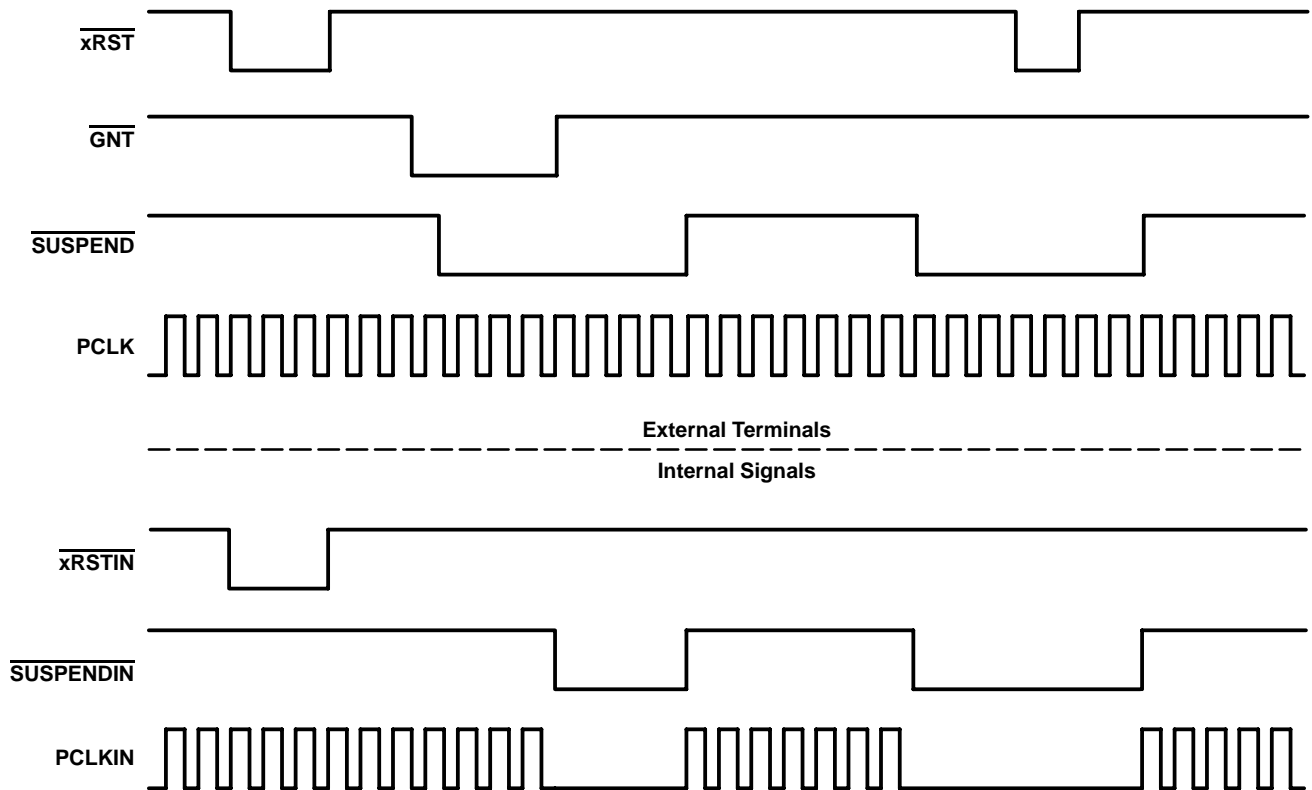 xRST
GNT
SUSPEND
PCLK
External Terminals
Internal Signals
xRSTIN
SUSPENDIN
PCLKIN